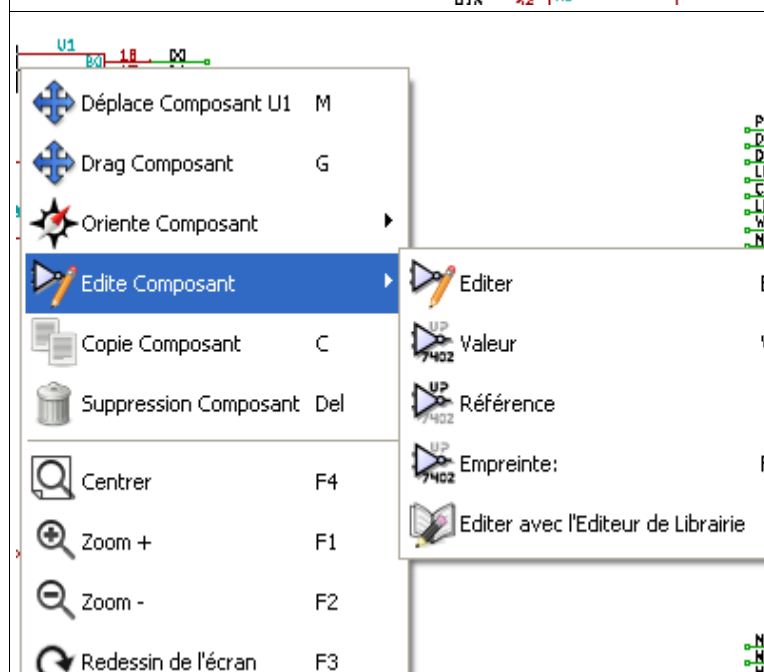 U1
18
Déplace Composant U1 M
Drag Composant G
Oriente Composant
Edite Composant
Editer
Copie Composant C
Valeur
Suppression Composant Del
Référence
Empreinte:
Centrer F4
Editer avec l'Editeur de Librairie
Zoom + F1
Zoom - F2
Redessin de l'écran F3